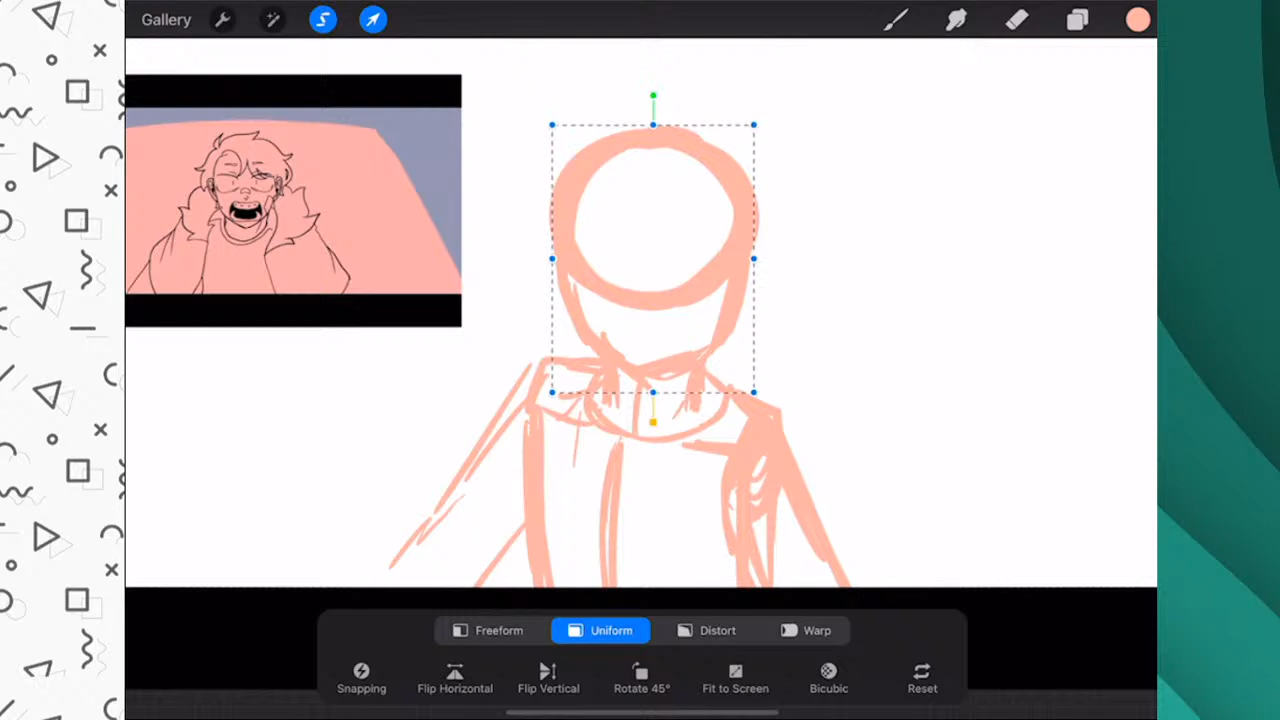 Gallery
Freeform Uniform Distort Warp
Snapping Flip Horizontal Flip Vertical Rotate 45° Fit to Screen Bicubic Reset